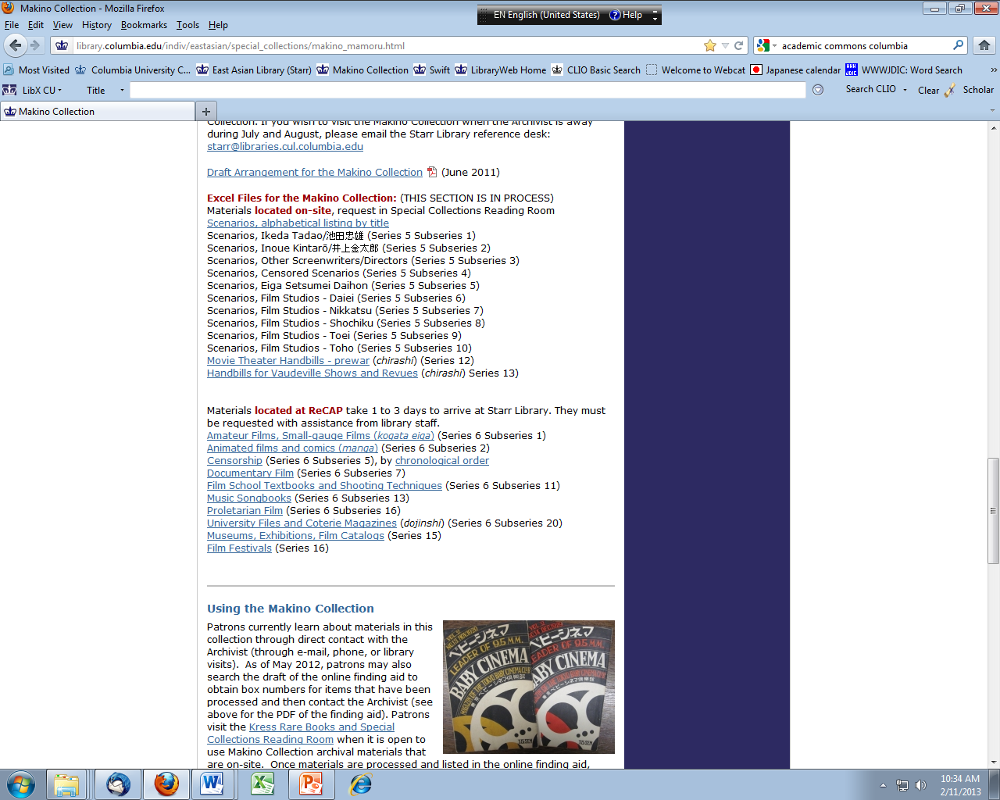 Makino Collection - Mozilla Firefox
EN English (United States) Help
File Edit View History Bookmarks Tools Help
library.columbia.edu/indiv/eastasian/special_collections/makino_mamoru.html
academic commons columbia
Most Visited Columbia University C... East Asian Library (Starr) Makino Collection Swift LibraryWeb Home CLIO Basic Search Welcome to Webcat Japanese calendar WWWJDIC: Word Search »
LibX CU Title Search CLIO Clear Scholar
Makino Collection
Collection. If you wish to visit the Makino Collection when the Archivist is away
during July and August, please email the Starr Library reference desk:
starr@libraries.cul.columbia.edu
Draft Arrangement for the Makino Collection (June 2011)
Excel Files for the Makino Collection: (THIS SECTION IS IN PROCESS)
Materials located on-site, request in Special Collections Reading Room
Scenarios, alphabetical listing by title
Scenarios, Ikeda Tadao/池田忠雄 (Series 5 Subseries 1)
Scenarios, Inoue Kintarō/井上金太郎 (Series 5 Subseries 2)
Scenarios, Other Screenwriters/Directors (Series 5 Subseries 3)
Scenarios, Censored Scenarios (Series 5 Subseries 4)
Scenarios, Eiga Setsumei Daihon (Series 5 Subseries 5)
Scenarios, Film Studios - Daiei (Series 5 Subseries 6)
Scenarios, Film Studios - Nikkatsu (Series 5 Subseries 7)
Scenarios, Film Studios - Shochiku (Series 5 Subseries 8)
Scenarios, Film Studios - Toei (Series 5 Subseries 9)
Scenarios, Film Studios - Toho (Series 5 Subseries 10)
Movie Theater Handbills - prewar (chirashi) (Series 12)
Handbills for Vaudeville Shows and Revues (chirashi) Series 13)
Materials located at ReCAP take 1 to 3 days to arrive at Starr Library. They must
be requested with assistance from library staff.
Amateur Films, Small-gauge Films (kogata eiga) (Series 6 Subseries 1)
Animated films and comics (manga) (Series 6 Subseries 2)
Censorship (Series 6 Subseries 5), by chronological order
Documentary Film (Series 6 Subseries 7)
Film School Textbooks and Shooting Techniques (Series 6 Subseries 11)
Music Songbooks (Series 6 Subseries 13)
Proletarian Film (Series 6 Subseries 16)
University Files and Coterie Magazines (dojinshi) (Series 6 Subseries 20)
Museums, Exhibitions, Film Catalogs (Series 15)
Film Festivals (Series 16)
Using the Makino Collection
Patrons currently learn about materials in this
collection through direct contact with the
Archivist (through e-mail, phone, or library
visits). As of May 2012, patrons may also
search the draft of the online finding aid to
obtain box numbers for items that have been
processed and then contact the Archivist (see
above for the PDF of the finding aid). Patrons
visit the Kress Rare Books and Special
Collections Reading Room when it is open to
use Makino Collection archival materials that
are on-site. Once materials are processed and listed in the online finding aid,
ベビーシネマ
LEADER OF 9.5 M.M.
BABY CINEMA
ベビーシネマ
LEADER OF 9.5 M.M.
BABY CINEMA
10:34 AM
2/11/2013